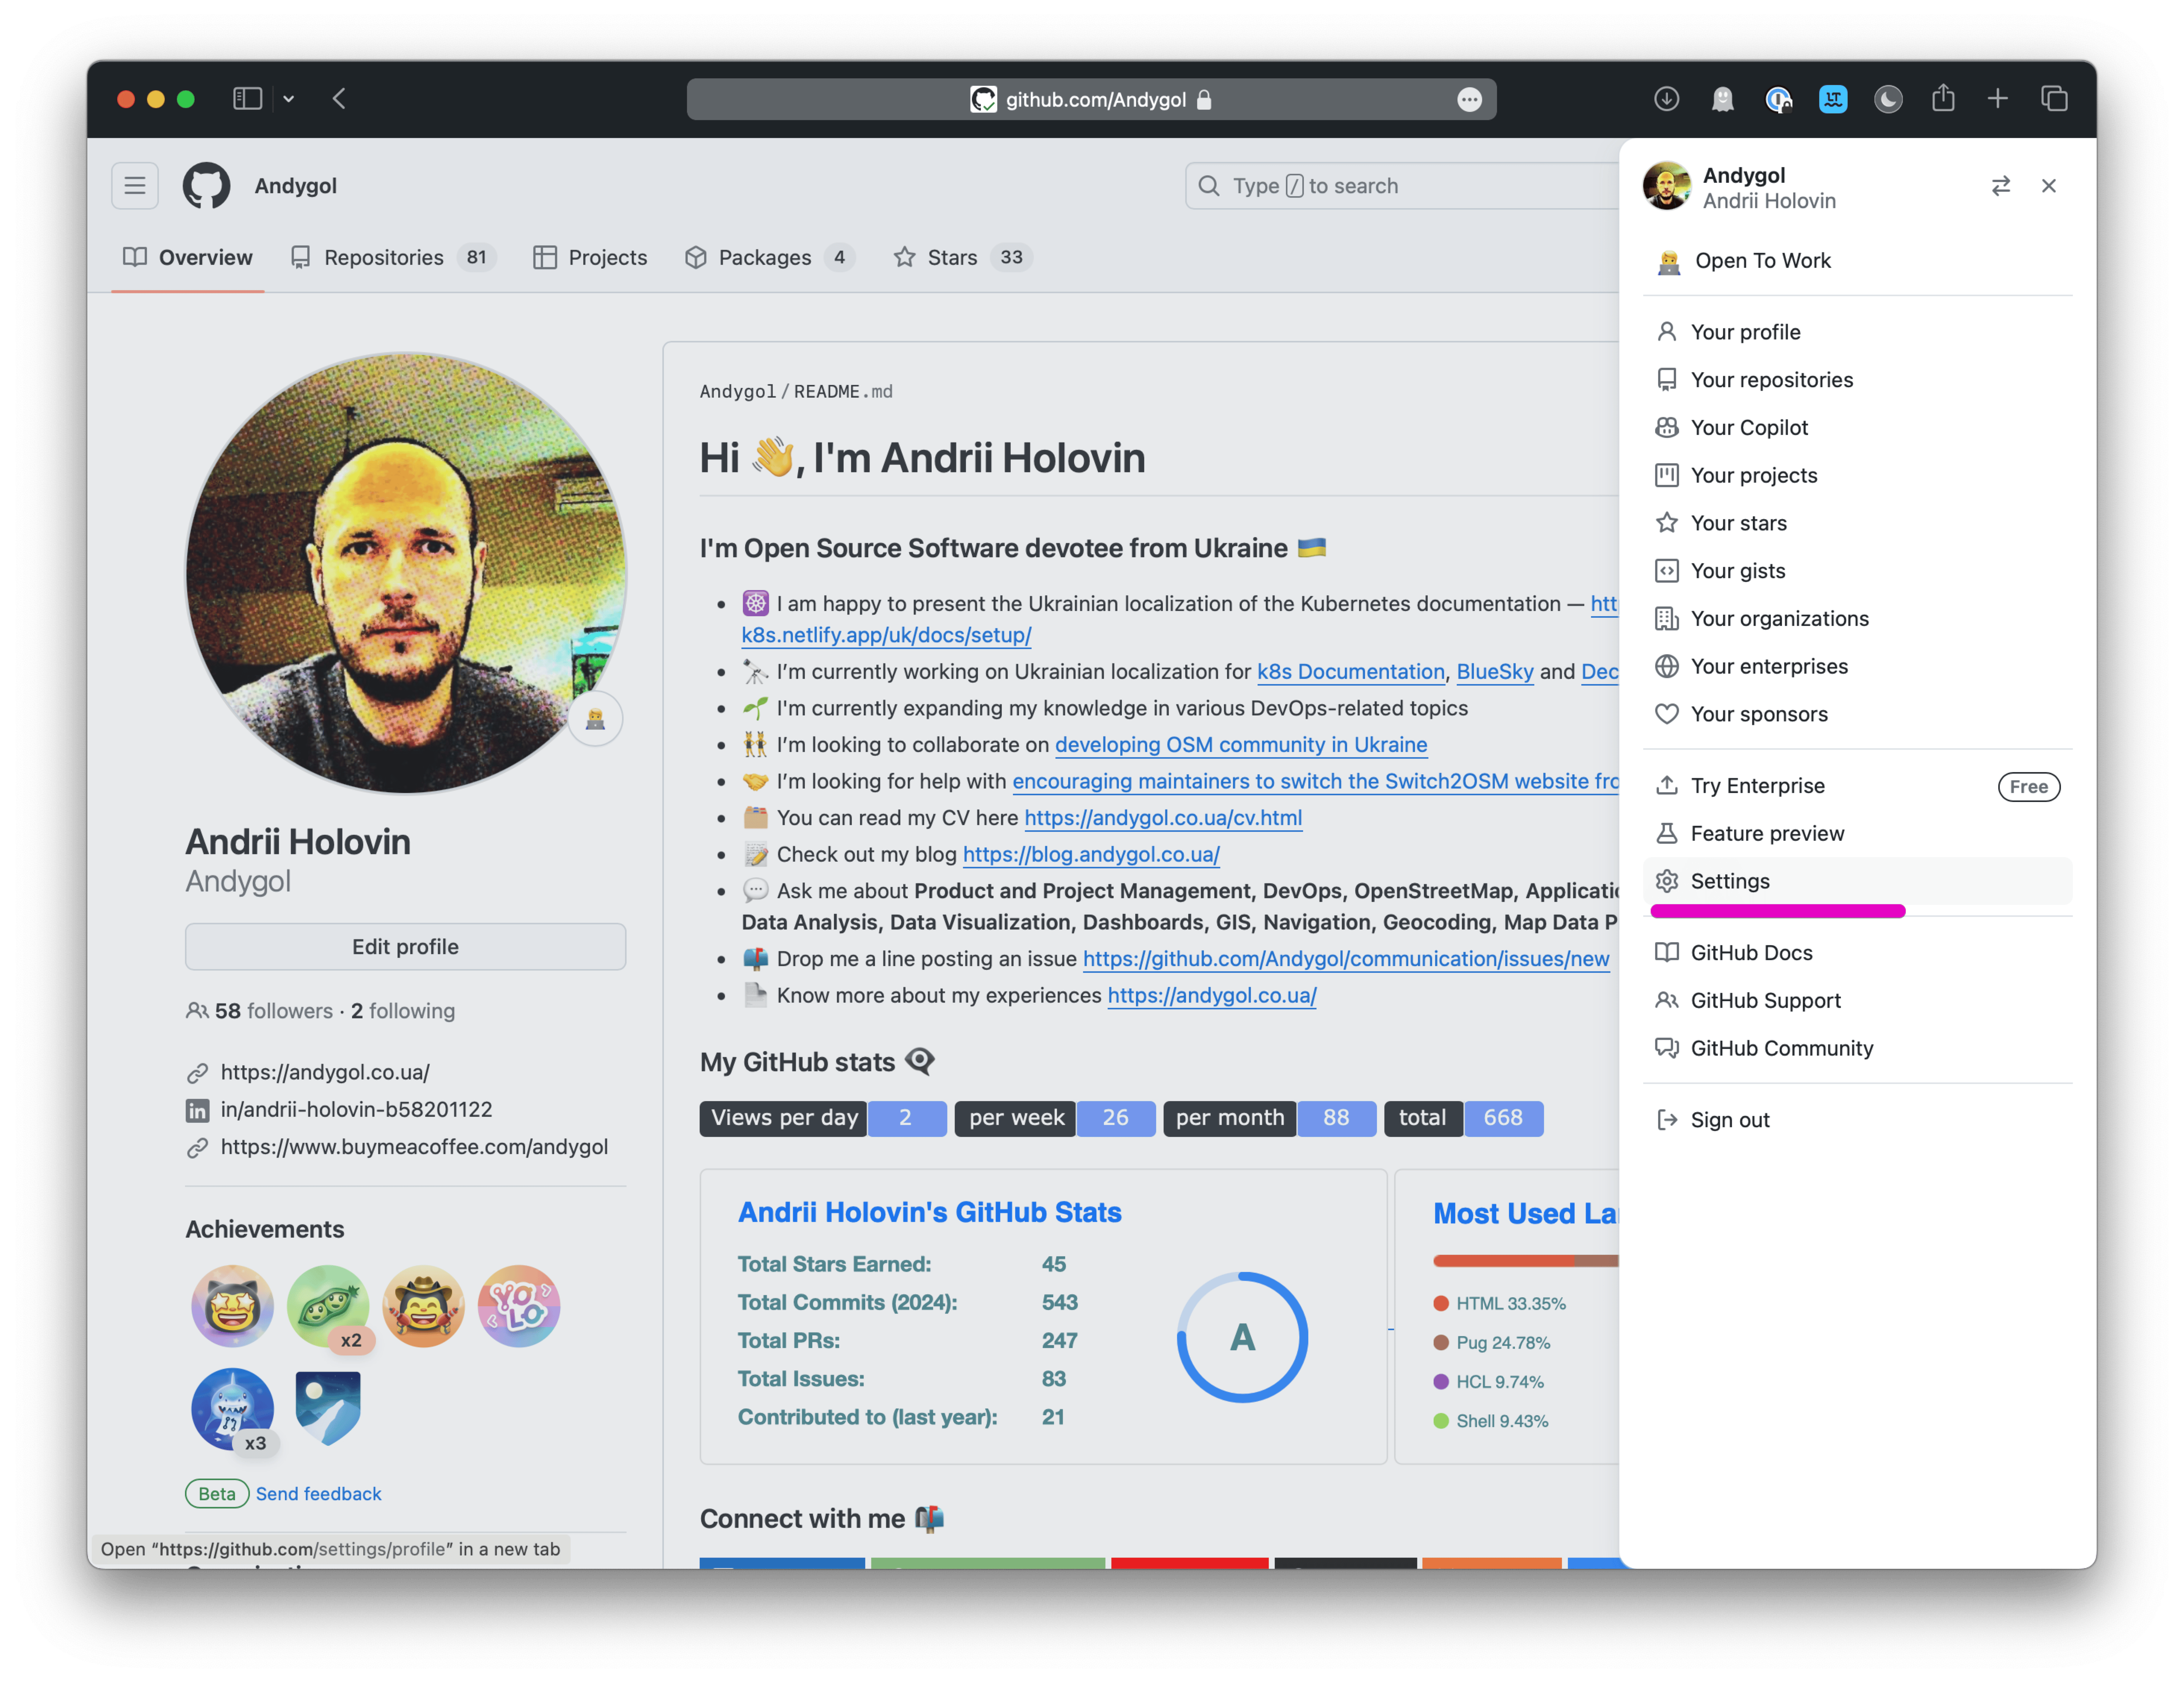 github.com/Andygol
LT
Andygol
Type / to search
Overview
Repositories 81
Projects
Packages 4
Stars 33
Andrii Holovin
Andygol
Edit profile
58 followers · 2 following
https://andygol.co.ua/
in in/andrii-holovin-b58201122
https://www.buymeacoffee.com/andygol
Achievements
x2
YOLO
x3
Beta Send feedback
Open “https://github.com/settings/profile” in a new tab
Andygol/README.md
Hi 👋, I'm Andrii Holovin
I'm Open Source Software devotee from Ukraine 🇺🇦
I am happy to present the Ukrainian localization of the Kubernetes documentation — htt
k8s.netlify.app/uk/docs/setup/
I’m currently working on Ukrainian localization for k8s Documentation, BlueSky and Dec
I'm currently expanding my knowledge in various DevOps-related topics
I’m looking to collaborate on developing OSM community in Ukraine
I’m looking for help with encouraging maintainers to switch the Switch2OSM website fro
You can read my CV here https://andygol.co.ua/cv.html
Check out my blog https://blog.andygol.co.ua/
Ask me about Product and Project Management, DevOps, OpenStreetMap, Applicatio
Data Analysis, Data Visualization, Dashboards, GIS, Navigation, Geocoding, Map Data P
Drop me a line posting an issue https://github.com/Andygol/communication/issues/new
Know more about my experiences https://andygol.co.ua/
My GitHub stats
Views per day 2 per week 26 per month 88 total 668
Andrii Holovin's GitHub Stats
Total Stars Earned: 45
Total Commits (2024): 543
Total PRs: 247
Total Issues: 83
Contributed to (last year): 21
A
Most Used La
HTML 33.35%
Pug 24.78%
HCL 9.74%
Shell 9.43%
Connect with me
Andygol
Andrii Holovin
Open To Work
Your profile
Your repositories
Your Copilot
Your projects
Your stars
Your gists
Your organizations
Your enterprises
Your sponsors
Try Enterprise Free
Feature preview
Settings
GitHub Docs
GitHub Support
GitHub Community
Sign out